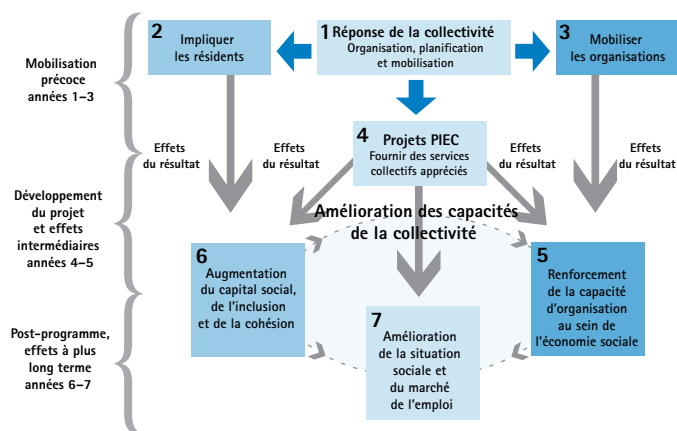 2
Impliquer
les résidents
1 Réponse de la collectivité
Organisation, planification
et mobilisation
3
Mobiliser
les organisations
Mobilisation
précoce
années 1–3
4
Projets PIEC
Fournir des services
collectifs appréciés
Effets
du résultat
Effets
du résultat
Effets
du résultat
Effets
du résultat
Développement
du projet
et effets
intermédiaires
années 4–5
Amélioration des capacités
de la collectivité
6
Augmentation
du capital social,
de l'inclusion
et de la cohésion
5
Renforcement
de la capacité
d'organisation
au sein de
l'économie sociale
7
Amélioration
de la situation
sociale et
du marché
de l'emploi
Post-programme,
effets à plus
long terme
années 6–7